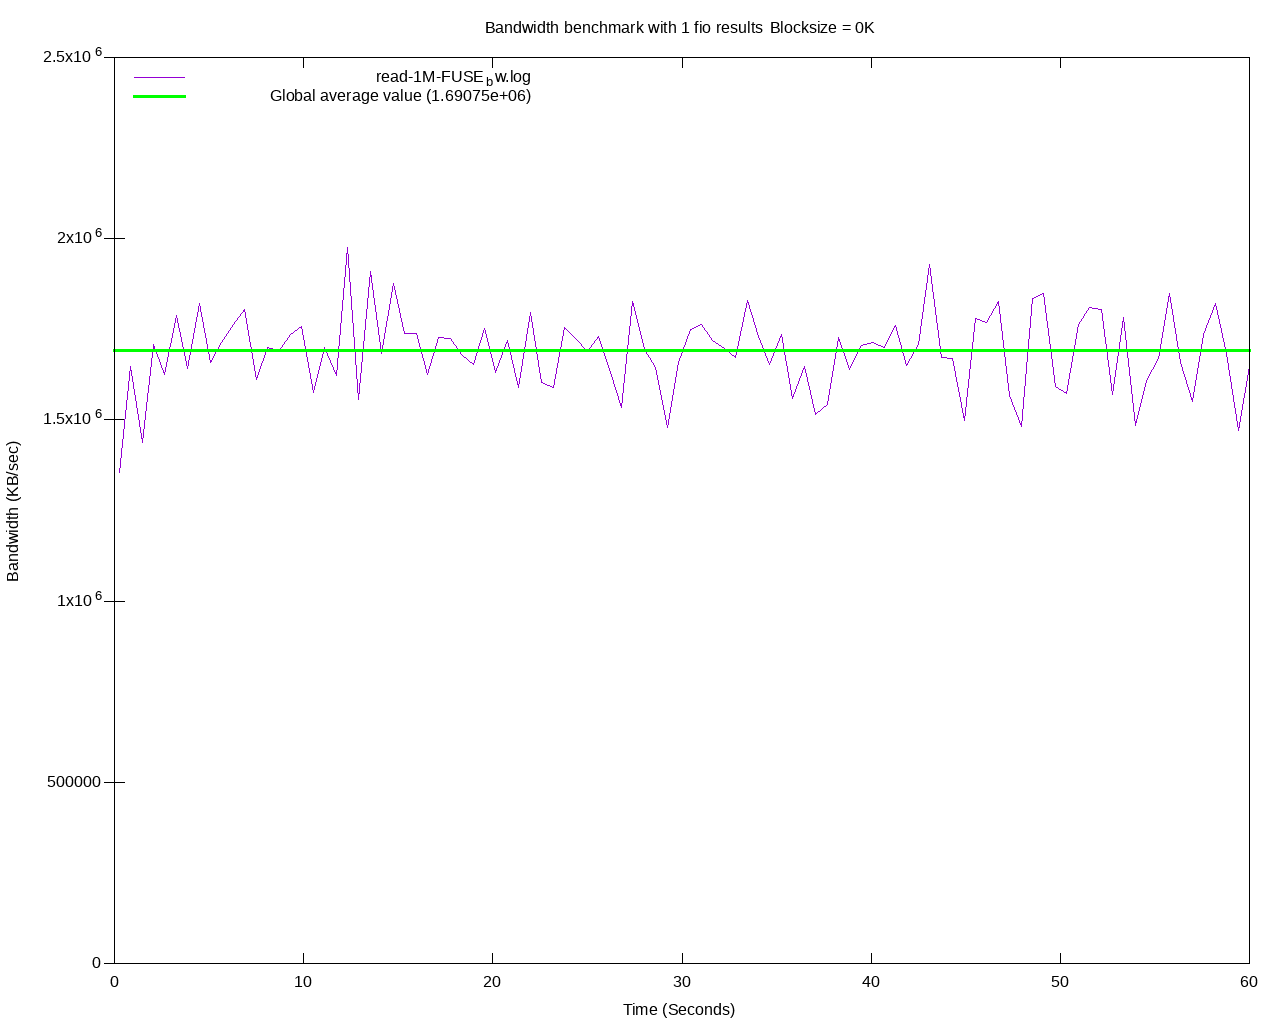 Bandwidth benchmark with 1 fio results Blocksize = 0K
2.5x10 6
read-1M-FUSE b w.log
Global average value (1.69075e+06)
2x10 6
1.5x10 6
1x10 6
500000
0
Bandwidth (KB/sec)
0 10 20 30 40 50 60
Time (Seconds)